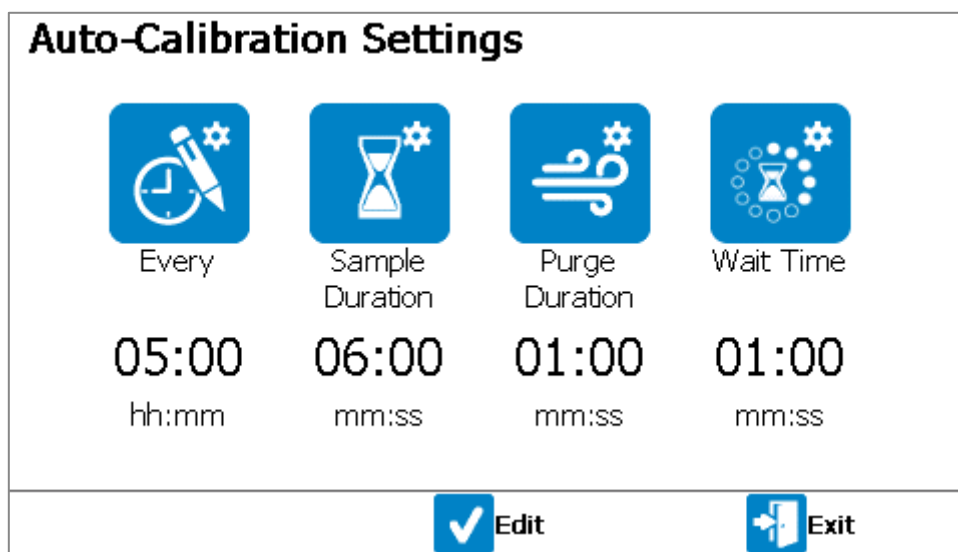 Auto-Calibration Settings
Every
Sample
Duration
Purge
Duration
Wait Time
05:00 06:00 01:00 01:00
hh:mm mm:ss mm:ss mm:ss
Edit Exit